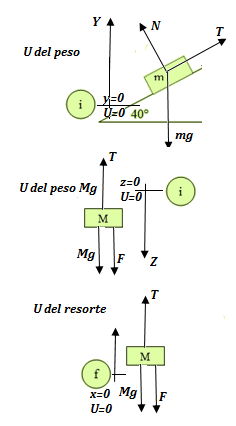 Y
N
T
U del peso
m
i
y=0
U=0
40°
mg
T
z=0
U=0
i
U del peso Mg
M
Mg
F
Z
U del resorte
T
M
f
x=0
U=0
Mg
F